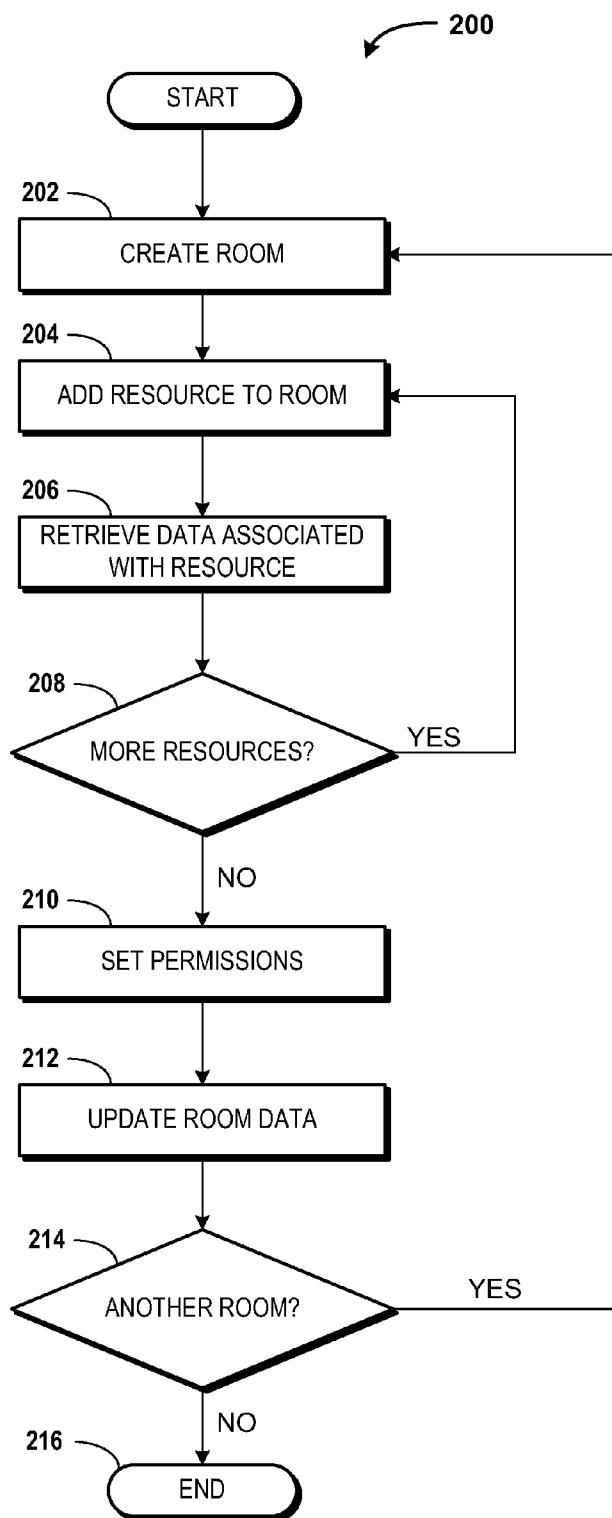 200
START
202
CREATE ROOM
204
ADD RESOURCE TO ROOM
206
RETRIEVE DATA ASSOCIATED
WITH RESOURCE
208
MORE RESOURCES?
YES
NO
210
SET PERMISSIONS
212
UPDATE ROOM DATA
214
ANOTHER ROOM?
YES
NO
216
END